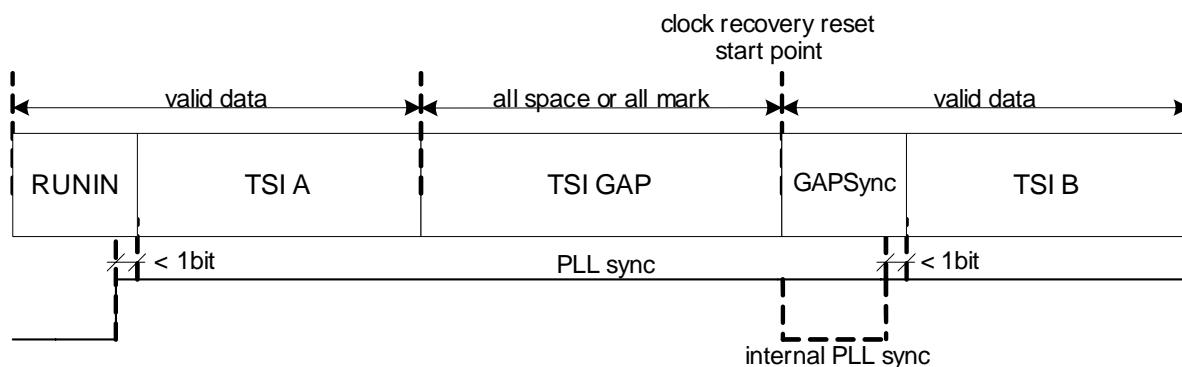 clock recovery reset
start point
valid data
all space or all mark
valid data
RUNIN
TSI A
TSI GAP
GAPSync
TSI B
< 1bit
PLL sync
< 1bit
internal PLL sync